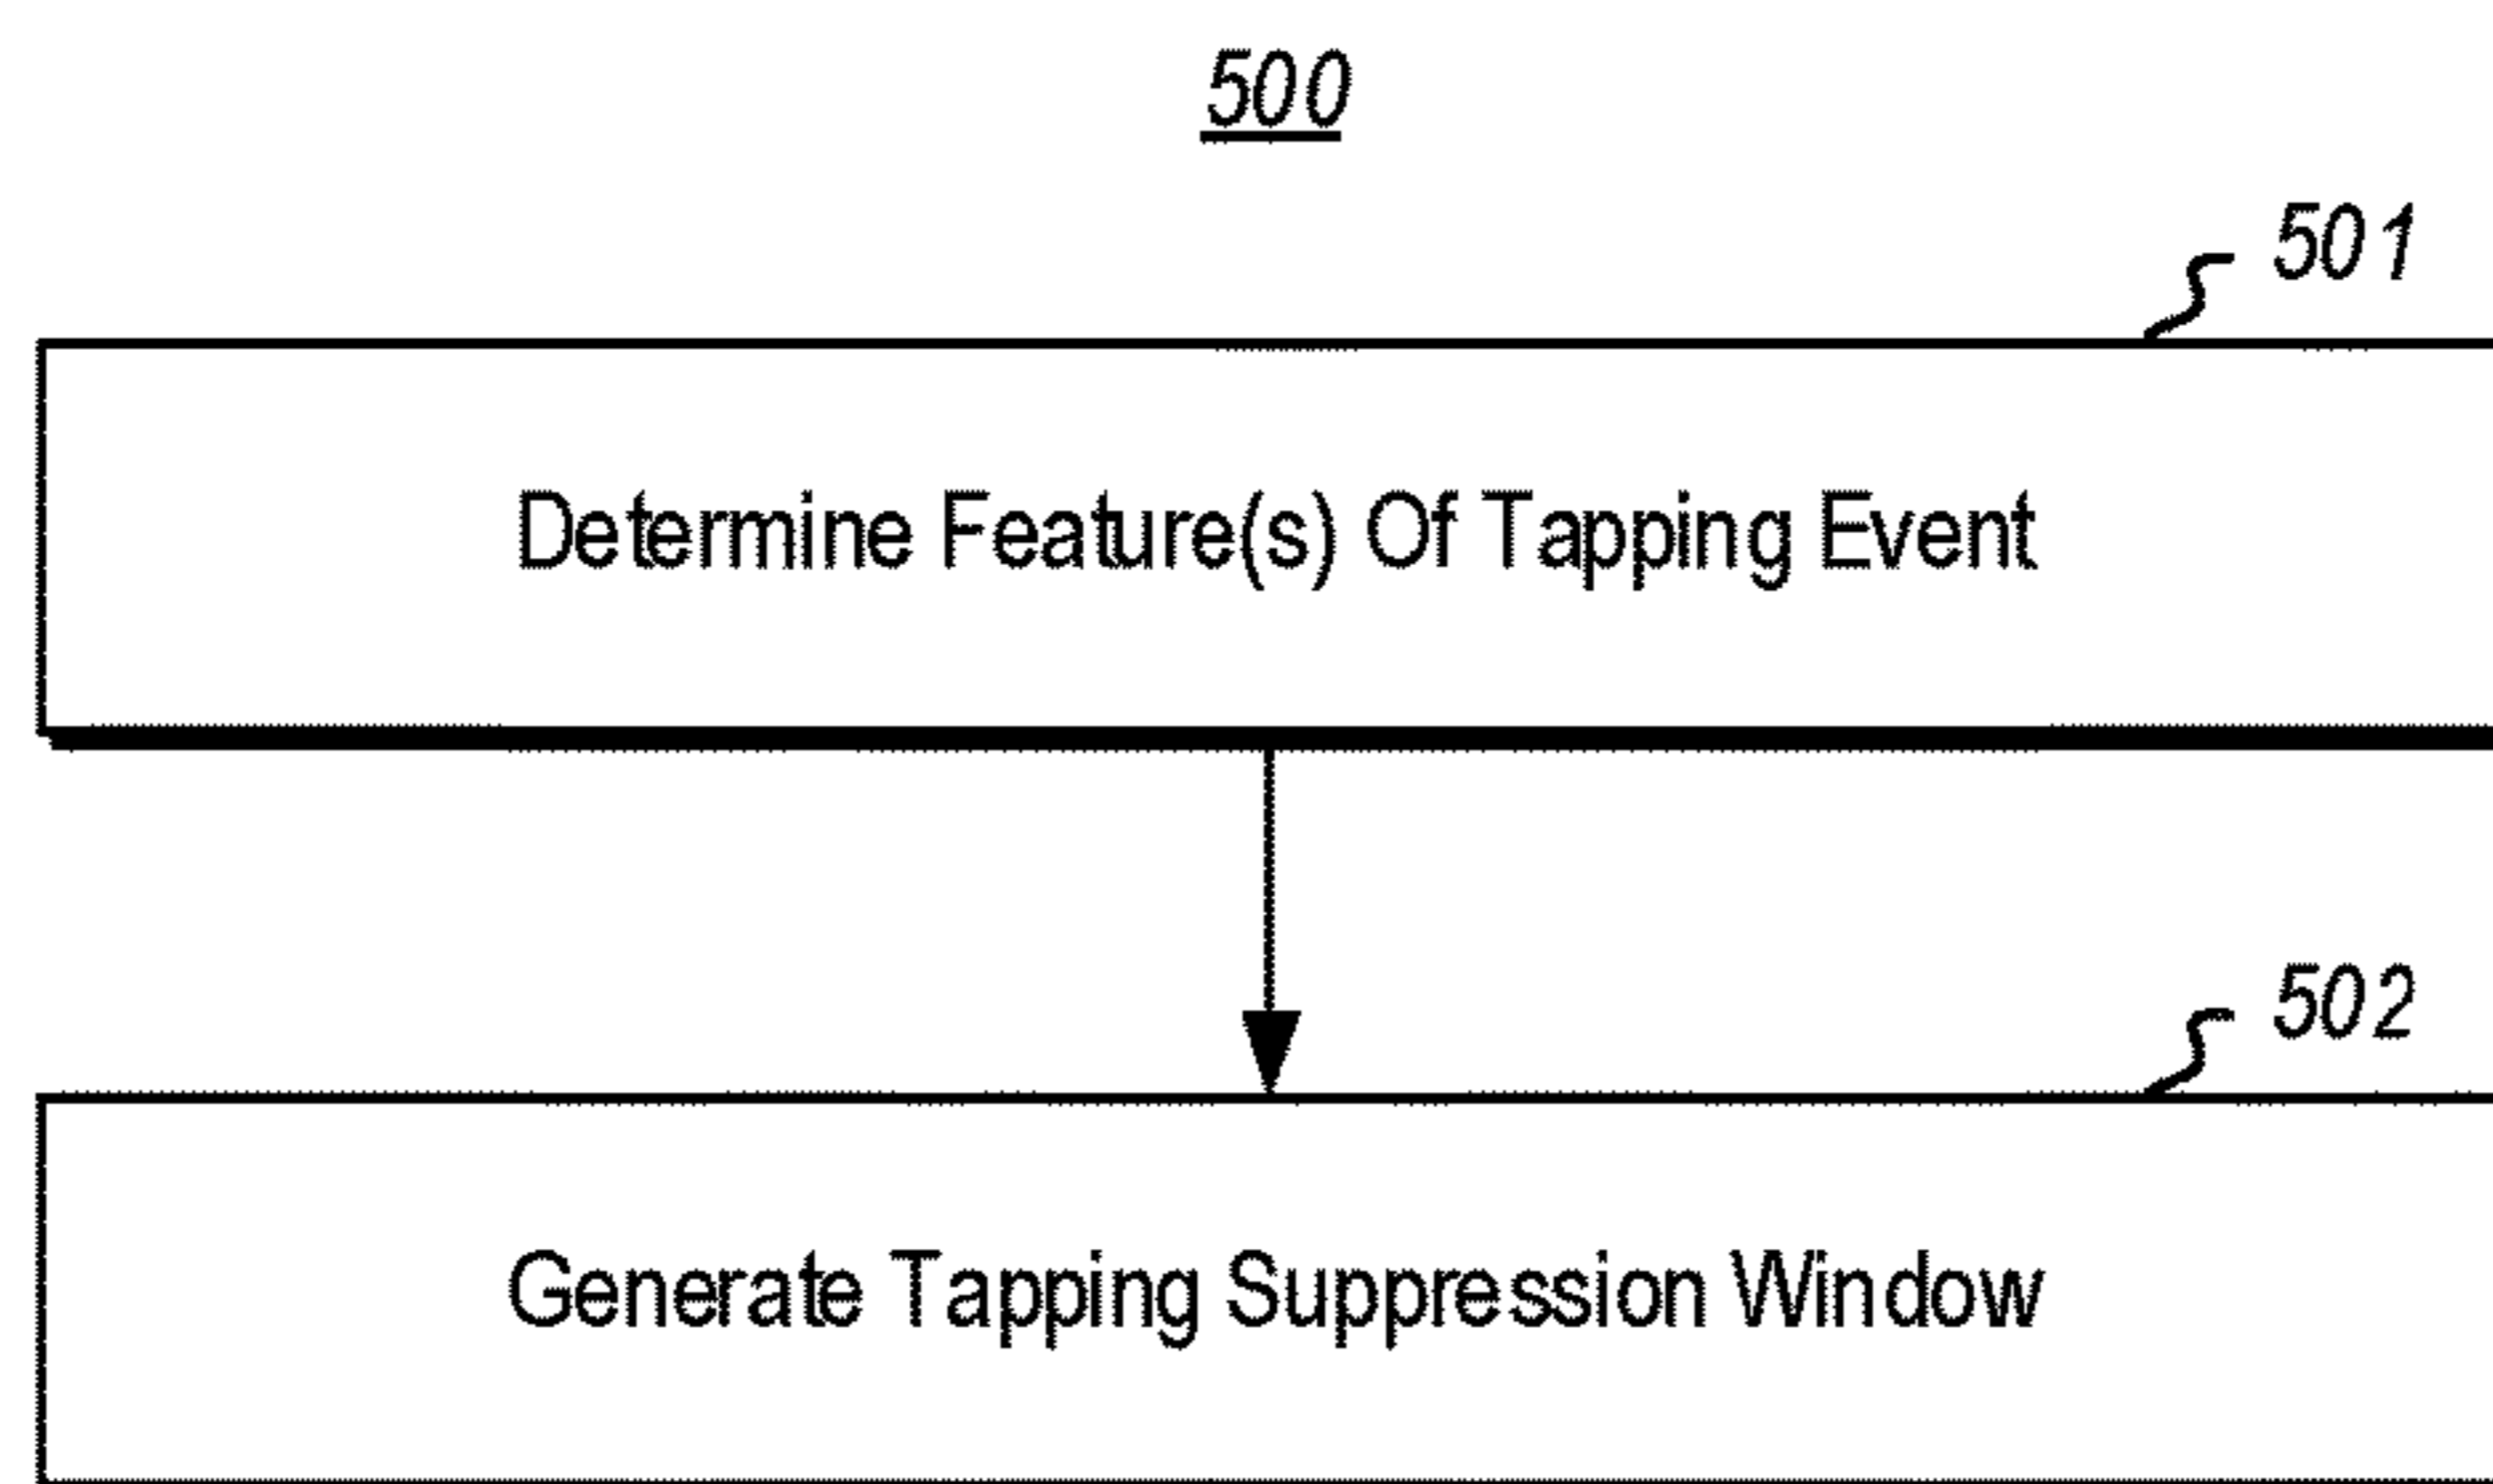 500
501
Determine Feature(s) Of Tapping Event
502
Generate Tapping Suppression Window